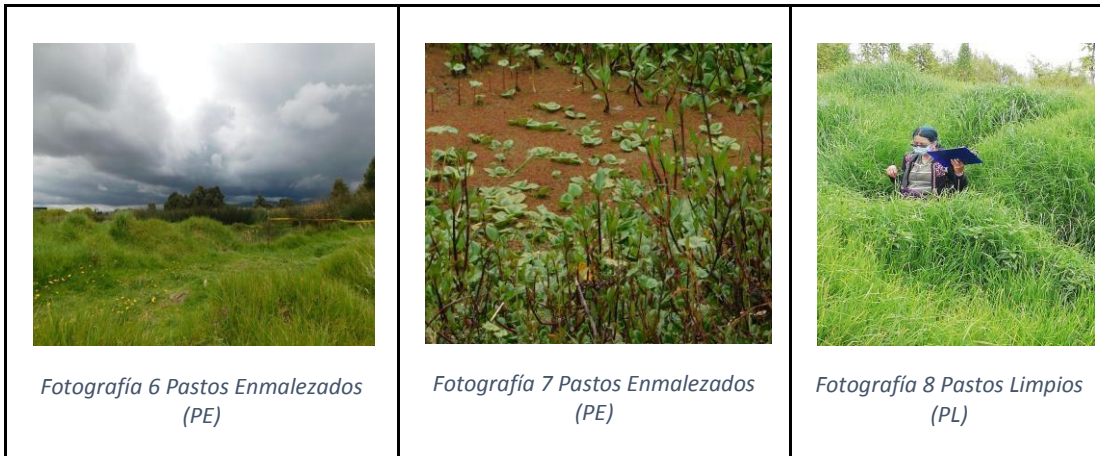 Fotografía 6 Pastos Enmalezados
(PE)
Fotografía 7 Pastos Enmalezados
(PE)
Fotografía 8 Pastos Limpios
(PL)